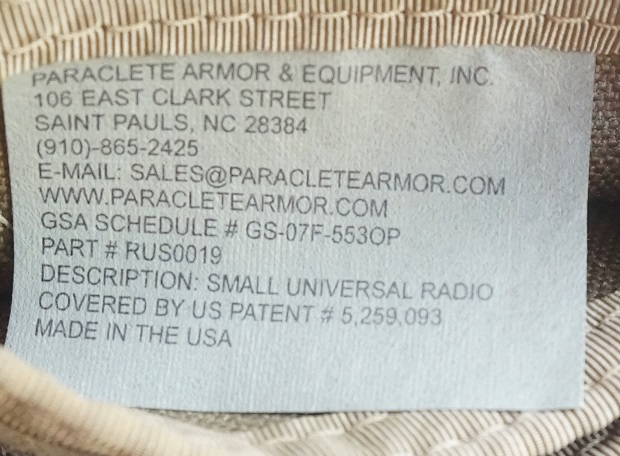 PARACLETE ARMOR & EQUIPMENT, INC.
106 EAST CLARK STREET
SAINT PAULS, NC 28384
(910)-865-2425
E-MAIL: SALES@PARACLETEARMOR.COM
WWW.PARACLETEARMOR.COM
GSA SCHEDULE # GS-07F-553OP
PART # RUS0019
DESCRIPTION: SMALL UNIVERSAL RADIO
COVERED BY US PATENT # 5,259,093
MADE IN THE USA